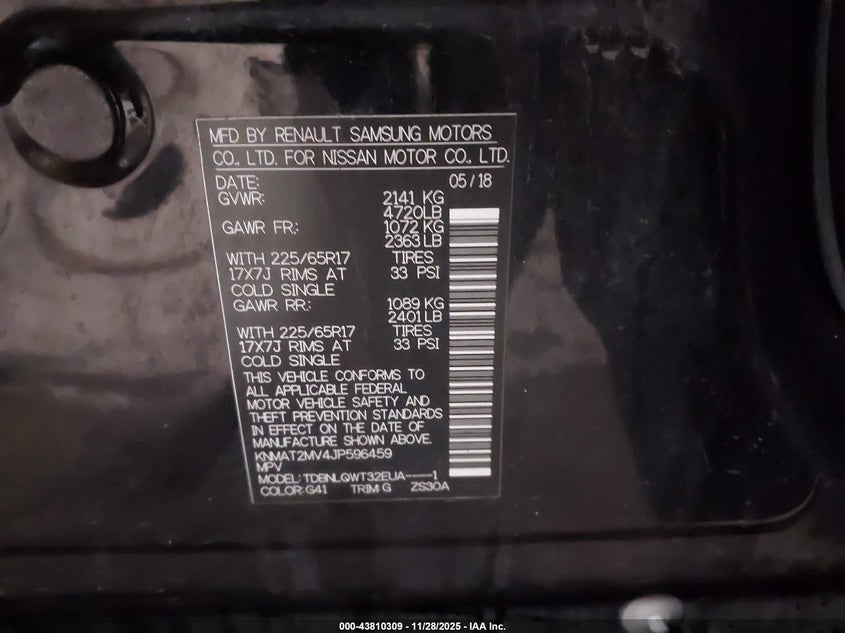 MFD BY RENAULT SAMSUNG MOTORS
CO., LTD. FOR NISSAN MOTOR CO., LTD.
DATE: 05/18
GVWR: 2141 KG
4720LB
GAWR FR: 1072 KG
2363LB
WITH 225/65R17 TIRES
17X7J RIMS AT 33 PSI
COLD SINGLE
GAWR RR: 1089 KG
2401LB
WITH 225/65R17 TIRES
17X7J RIMS AT 33 PSI
COLD SINGLE
THIS VEHICLE CONFORMS TO
ALL APPLICABLE FEDERAL
MOTOR VEHICLE SAFETY AND
THEFT PREVENTION STANDARDS
IN EFFECT ON THE DATE OF
MANUFACTURE SHOWN ABOVE.
KNMAT2MV4JP596459
MPV
MODEL: TDBNLQWT32EUA----1
COLOR:G41 TRIM:G ZS30A
000-43810309 - 11/28/2025 - IAA Inc.